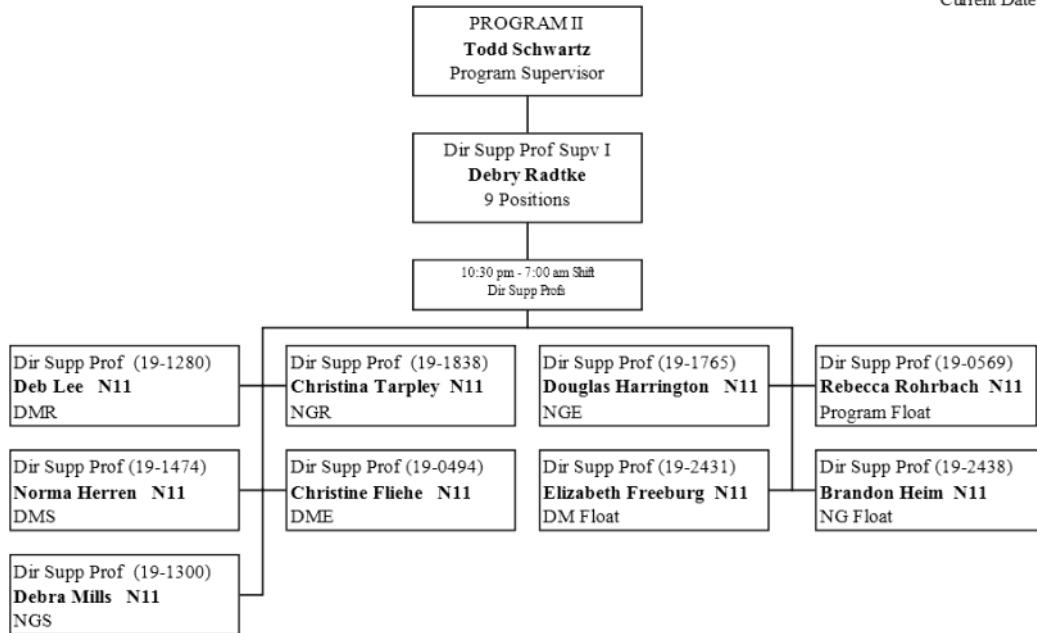 Current Date
PROGRAM II
Todd Schwartz
Program Supervisor
Dir Supp Prof Supv I
Debry Radtke
9 Positions
10:30 pm - 7:00 am Shift
Dir Supp Profs
Dir Supp Prof (19-1280)
Deb Lee N11
DMR
Dir Supp Prof (19-1838)
Christina Tarpley N11
NGR
Dir Supp Prof (19-1765)
Douglas Harrington N11
NGE
Dir Supp Prof (19-0569)
Rebecca Rohrbach N11
Program Float
Dir Supp Prof (19-1474)
Norma Herren N11
DMS
Dir Supp Prof (19-0494)
Christine Fliehe N11
DME
Dir Supp Prof (19-2431)
Elizabeth Freeburg N11
DM Float
Dir Supp Prof (19-2438)
Brandon Heim N11
NG Float
Dir Supp Prof (19-1300)
Debra Mills N11
NGS